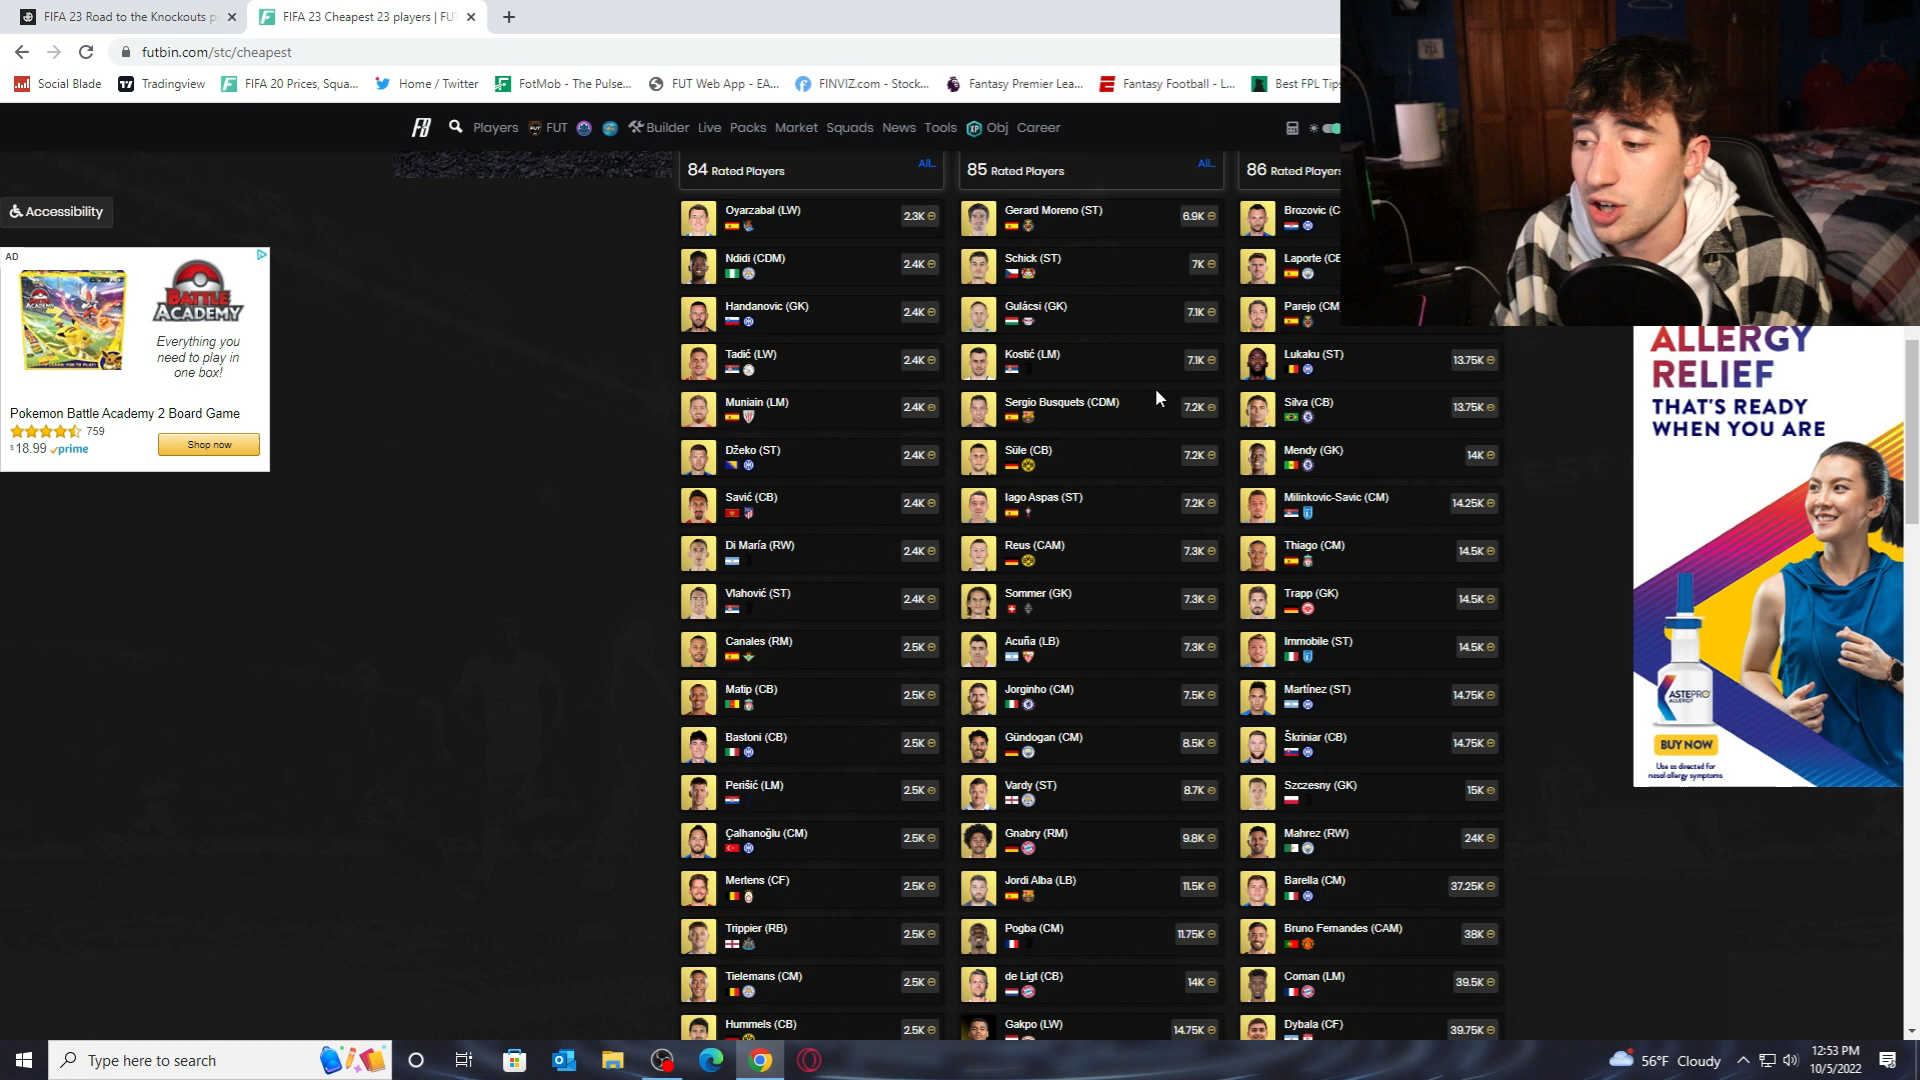 FIFA 23 Road to the Knockouts p
FIFA 23 Cheapest 23 players | FUT
futbin.com/stc/cheapest
Social Blade
Tradingview
FIFA 20 Prices, Squa...
Home / Twitter
FotMob - The Pulse...
FUT Web App - EA...
FINVIZ.com - Stock...
Fantasy Premier Lea...
Fantasy Football - L...
Best FPL Tips
Players FUT Builder Live Packs Market Squads News Tools Obj Career
Accessibility
AD
BATTLE
ACADEMY
Everything you
need to play in
one box!
Pokemon Battle Academy 2 Board Game
759
$18.99 prime
Shop now
84 Rated Players
All...
Oyarzabal (LW) 2.3K
Ndidi (CDM) 2.4K
Handanovic (GK) 2.4K
Tadić (LW) 2.4K
Muniain (LM) 2.4K
Džeko (ST) 2.4K
Savić (CB) 2.4K
Di María (RW) 2.4K
Vlahović (ST) 2.4K
Canales (RM) 2.5K
Matip (CB) 2.5K
Bastoni (CB) 2.5K
Perišić (LM) 2.5K
Çalhanoğlu (CM) 2.5K
Mertens (CF) 2.5K
Trippier (RB) 2.5K
Tielemans (CM) 2.5K
Hummels (CB) 2.5K
85 Rated Players
All...
Gerard Moreno (ST) 6.9K
Schick (ST) 7K
Gulácsi (GK) 7.1K
Kostić (LM) 7.1K
Sergio Busquets (CDM) 7.2K
Süle (CB) 7.2K
Iago Aspas (ST) 7.2K
Reus (CAM) 7.3K
Sommer (GK) 7.3K
Acuña (LB) 7.3K
Jorginho (CM) 7.5K
Gündogan (CM) 8.5K
Vardy (ST) 8.7K
Gnabry (RM) 9.8K
Jordi Alba (LB) 11.5K
Pogba (CM) 11.75K
de Ligt (CB) 14K
Gakpo (LW) 14.75K
86 Rated Players
Brozovic (C
Laporte (CB
Parejo (CM
Lukaku (ST) 13.75K
Silva (CB) 13.75K
Mendy (GK) 14K
Milinkovic-Savic (CM) 14.25K
Thiago (CM) 14.5K
Trapp (GK) 14.5K
Immobile (ST) 14.5K
Martínez (ST) 14.75K
Škriniar (CB) 14.75K
Szczesny (GK) 15K
Mahrez (RW) 24K
Barella (CM) 37.25K
Bruno Fernandes (CAM) 38K
Coman (LM) 39.5K
Dybala (CF) 39.75K
ALLERGY
RELIEF
THAT'S READY
WHEN YOU ARE
ASTEPRO
ALLERGY
BUY NOW
Use as directed for
nasal allergy symptoms
Type here to search
56°F Cloudy
12:53 PM
10/5/2022